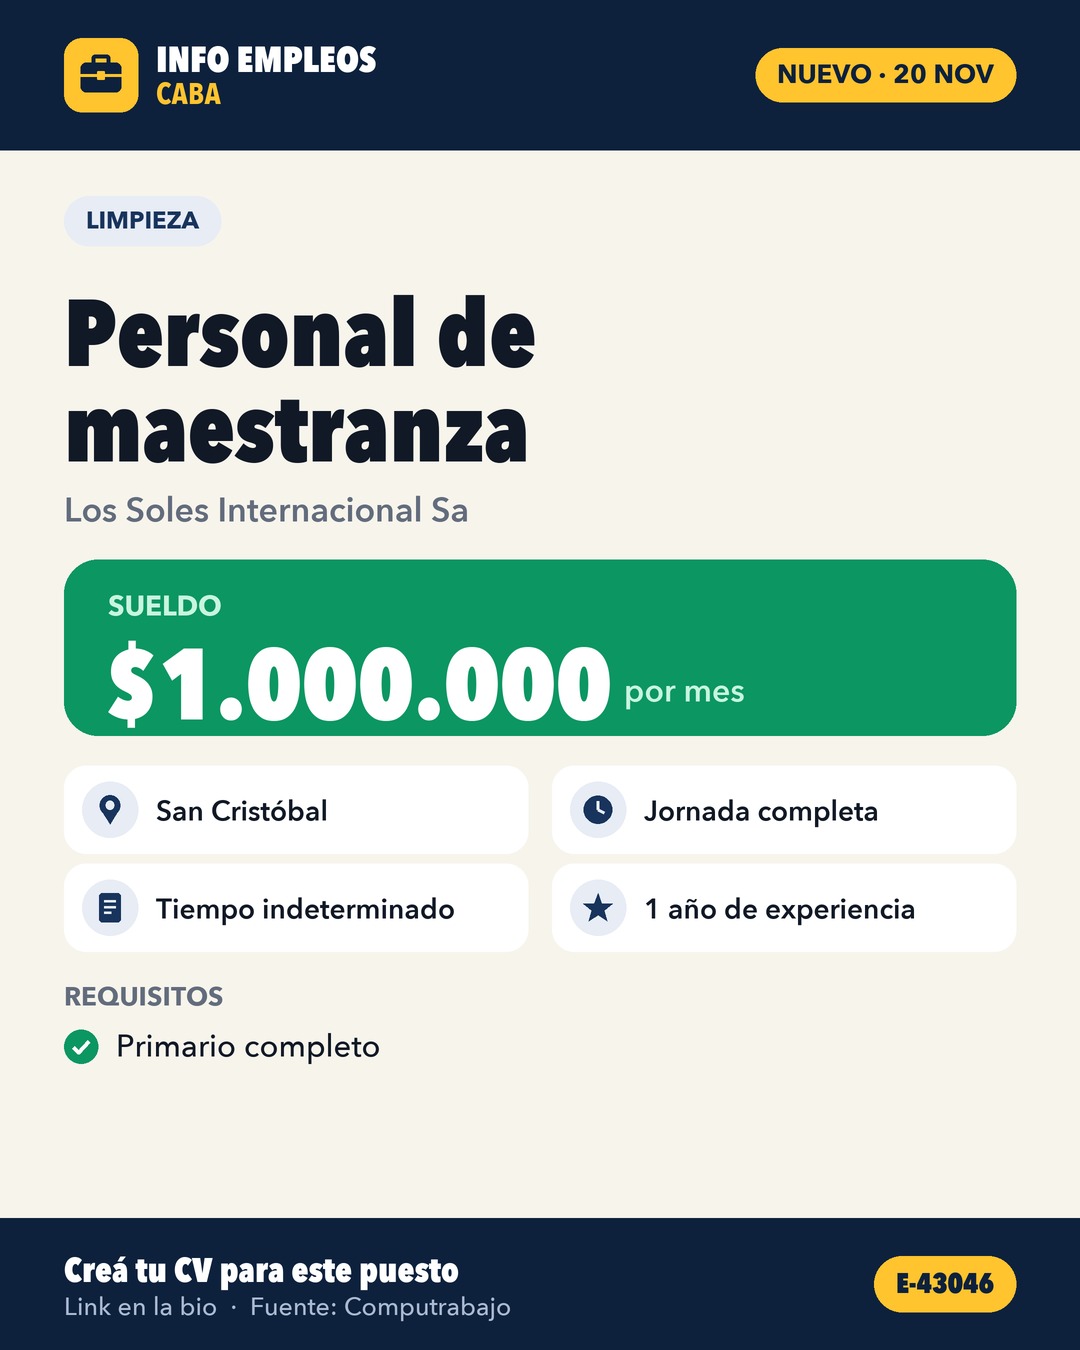 INFO EMPLEOS
CABA
NUEVO · 20 NOV
LIMPIEZA
Personal de
maestranza
Los Soles Internacional Sa
SUELDO
$1.000.000 por mes
San Cristóbal
Jornada completa
Tiempo indeterminado
1 año de experiencia
REQUISITOS
Primario completo
Creá tu CV para este puesto
Link en la bio · Fuente: Computrabajo
E-43046